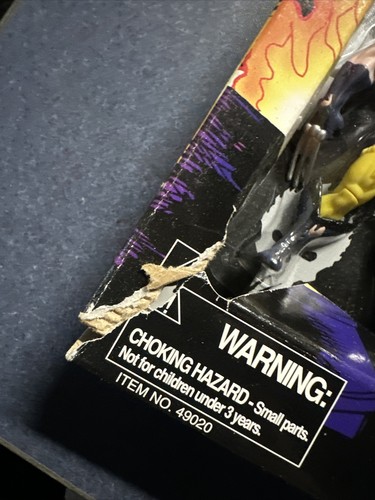 WARNING:
CHOKING HAZARD - Small parts.
Not for children under 3 years.
ITEM NO. 49020